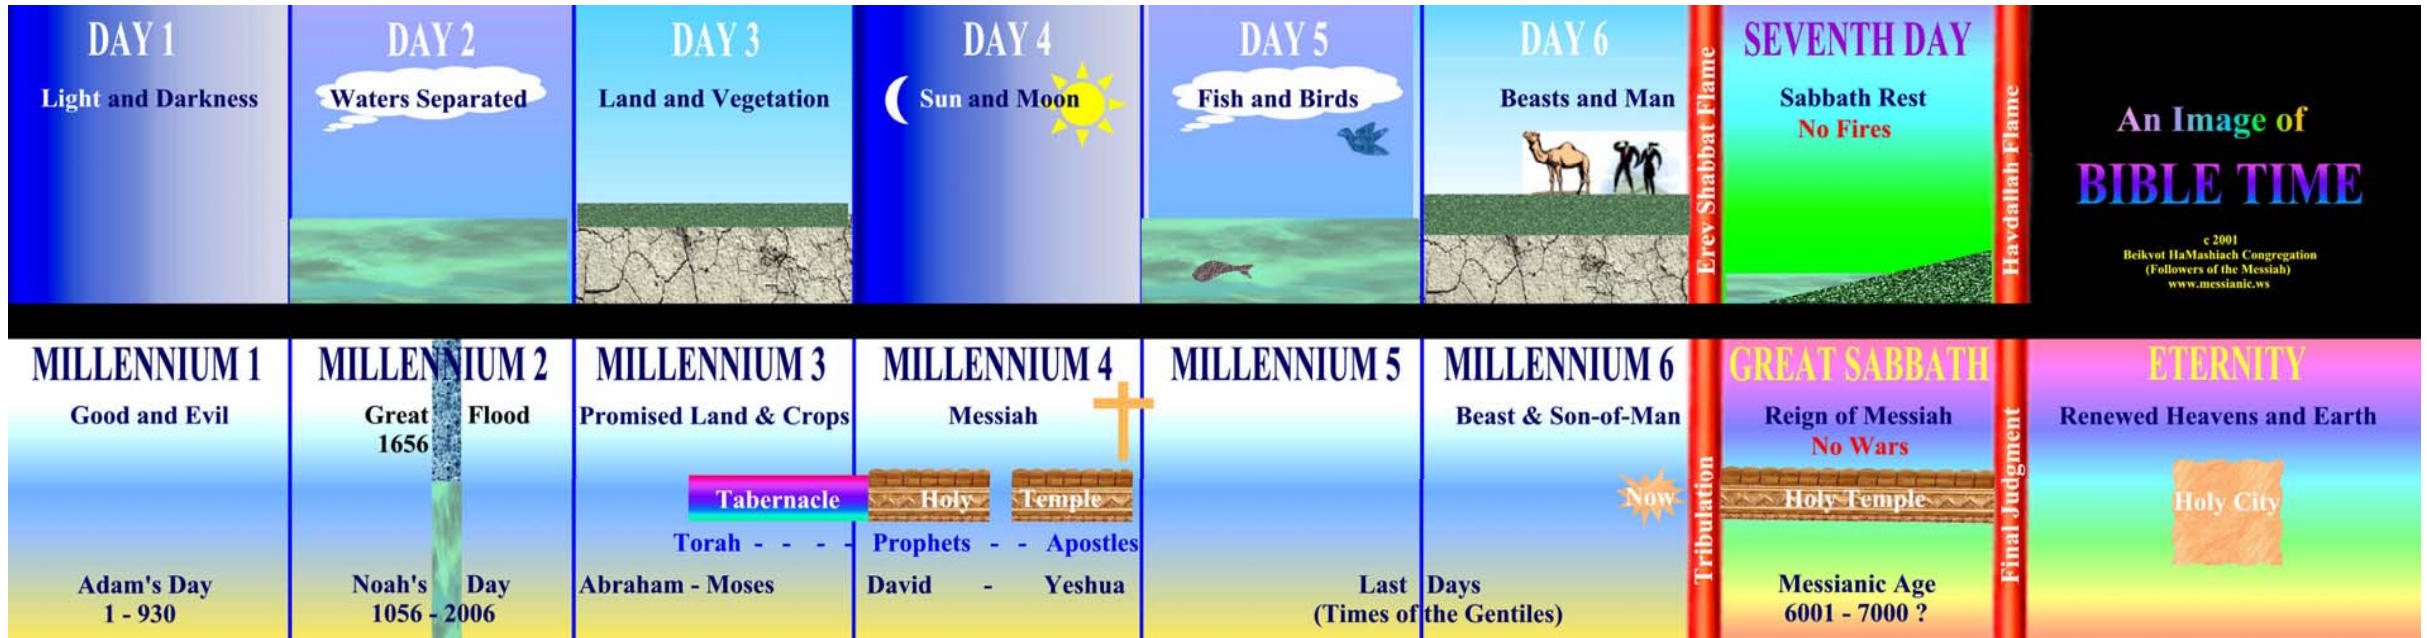 DAY 1
Light and Darkness
DAY 2
Waters Separated
DAY 3
Land and Vegetation
DAY 4
Sun and Moon
DAY 5
Fish and Birds
DAY 6
Beasts and Man
Erev Shabbat Flame
SEVENTH DAY
Sabbath Rest
No Fires
Havdallah Flame
An Image of
BIBLE TIME
c 2001
Beikvot HaMashiach Congregation
(Followers of the Messiah)
www.messianic.ws
MILLENNIUM 1
Good and Evil
Adam's Day
1 - 930
MILLENNIUM 2
Great Flood
1656
Noah's Day
1056 - 2006
MILLENNIUM 3
Promised Land & Crops
Tabernacle
Torah - - - -
Abraham - Moses
MILLENNIUM 4
Messiah
Holy Temple
Prophets - - Apostles
David - Yeshua
MILLENNIUM 5
MILLENNIUM 6
Beast & Son-of-Man
Now
Last Days
(Times of the Gentiles)
Tribulation
GREAT SABBATH
Reign of Messiah
No Wars
Holy Temple
Messianic Age
6001 - 7000 ?
Final Judgment
ETERNITY
Renewed Heavens and Earth
Holy City